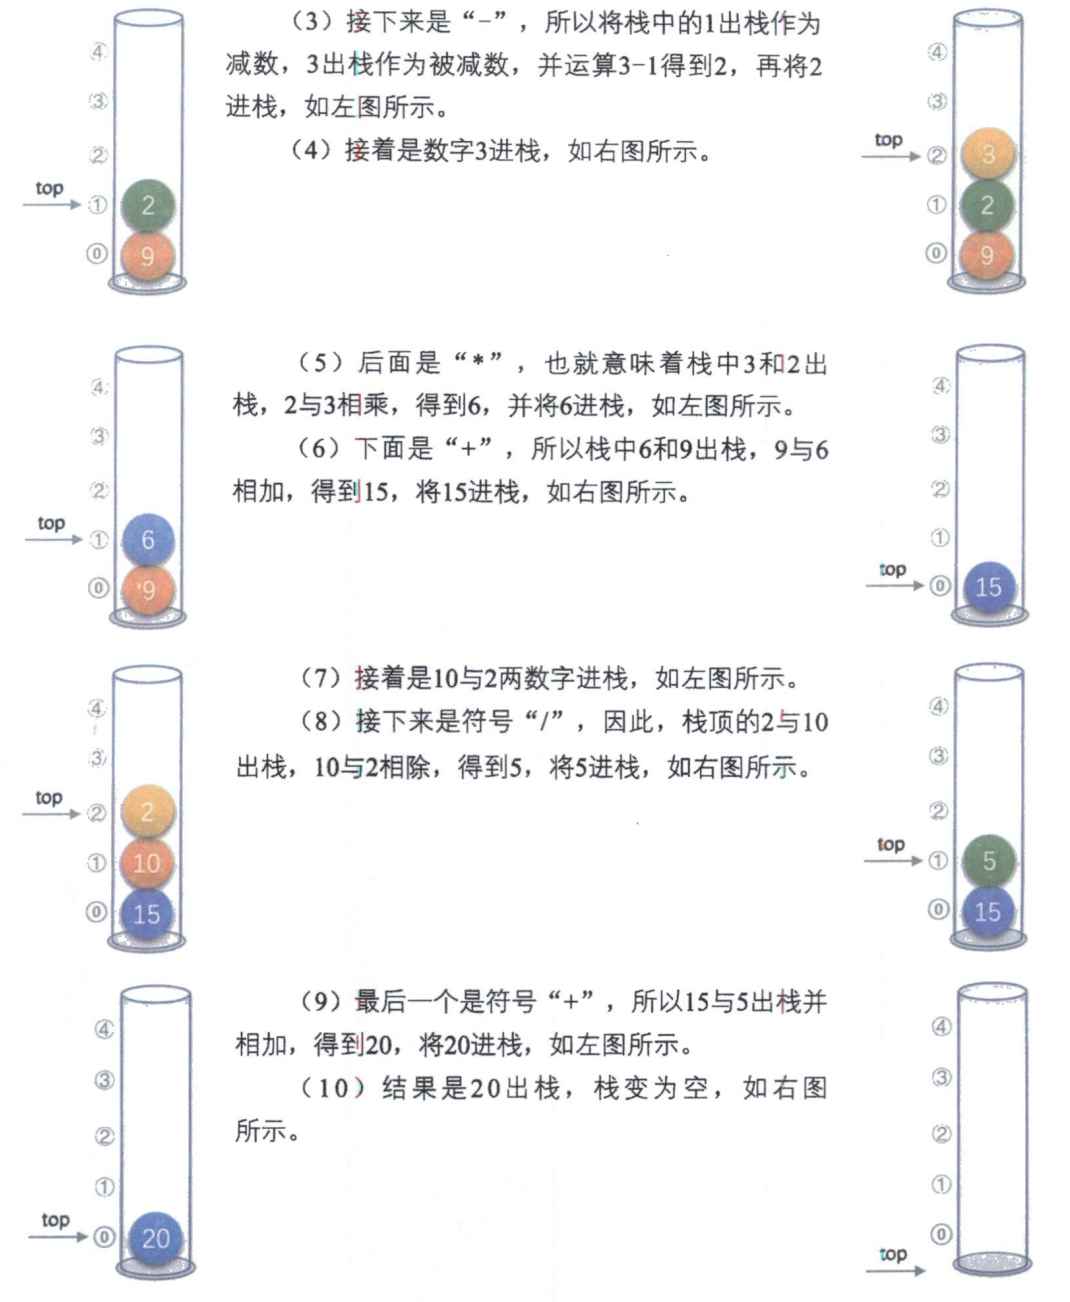 （3）接下来是“-”，所以将栈中的1出栈作为
减数，3出栈作为被减数，并运算3-1得到2，再将2
进栈，如左图所示。
（4）接着是数字3进栈，如右图所示。
④
③
②
top
①
2
⓪
9
④
③
top
②
3
①
2
⓪
9
（5）后面是“*”，也就意味着栈中3和2出
栈，2与3相乘，得到6，并将6进栈，如左图所示。
（6）下面是“+”，所以栈中6和9出栈，9与6
相加，得到15，将15进栈，如右图所示。
④
③
②
top
①
6
⓪
9
④
③
②
①
top
⓪
15
（7）接着是10与2两数字进栈，如左图所示。
（8）接下来是符号“/”，因此，栈顶的2与10
出栈，10与2相除，得到5，将5进栈，如右图所示。
④
③
top
②
2
①
10
⓪
15
④
③
②
top
①
5
⓪
15
（9）最后一个是符号“+”，所以15与5出栈并
相加，得到20，将20进栈，如左图所示。
（10）结果是20出栈，栈变为空，如右图
所示。
④
③
②
①
top
⓪
20
④
③
②
①
⓪
top